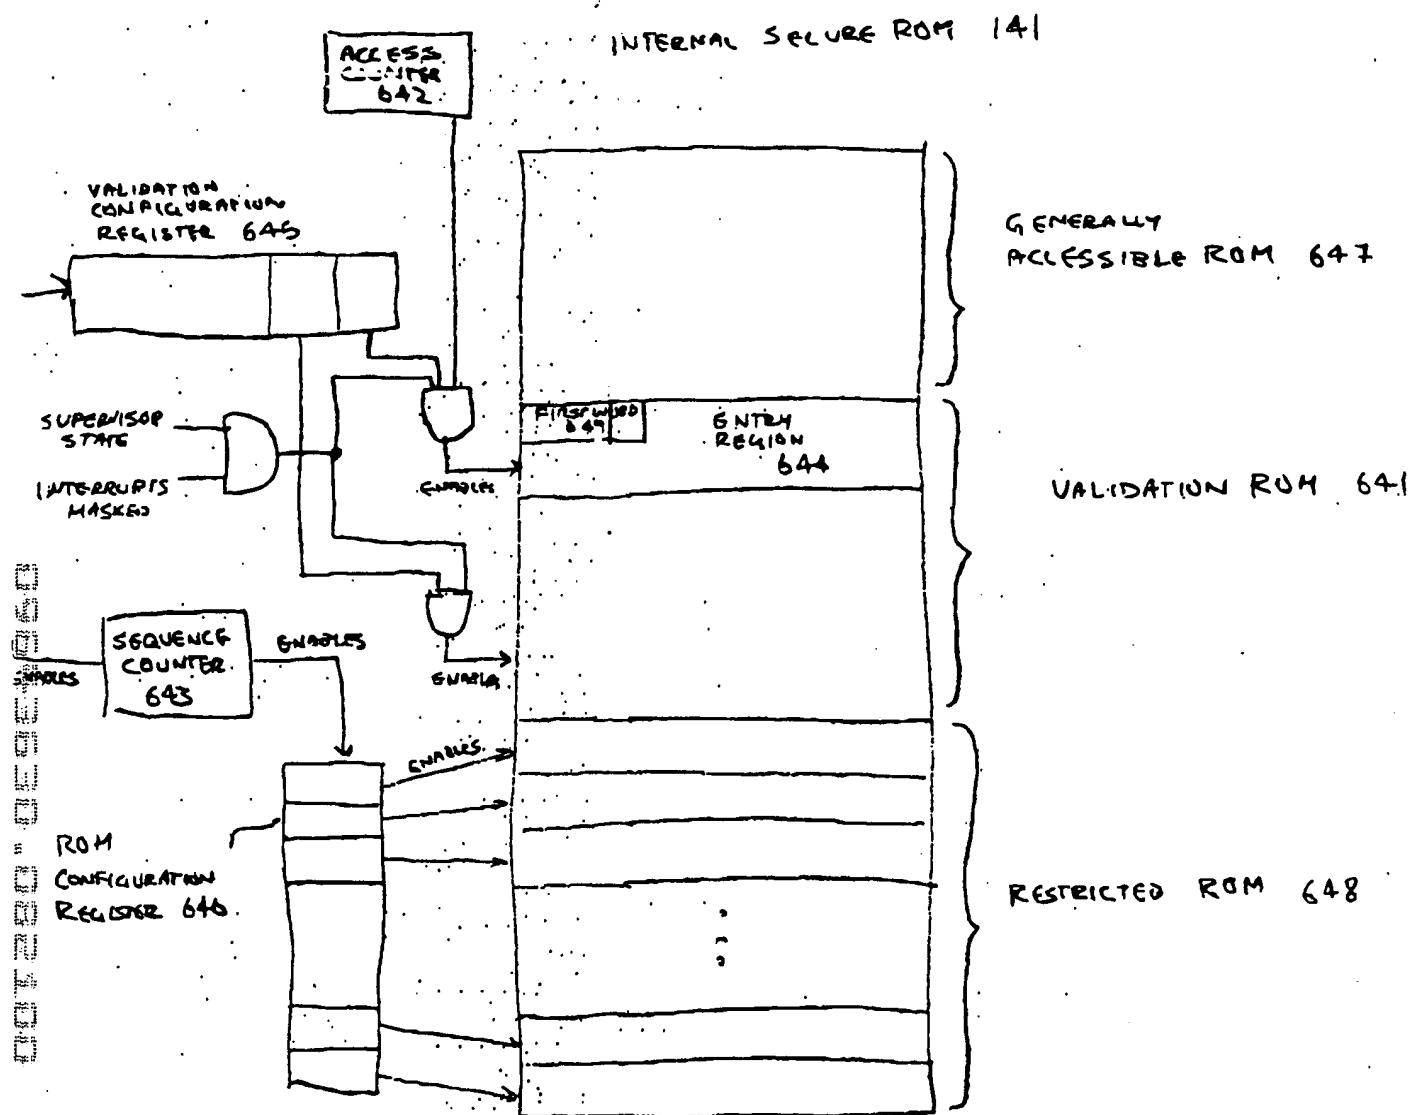 INTERNAL SECURE ROM 141
ACCESS
COUNTER
642
VALIDATION
CONFIGURATION
REGISTER 645
GENERALLY
ACCESSIBLE ROM 647
SUPERVISOR
STATE
INTERRUPTS
MASKED
ENABLES
FIRST WORD
649
ENTRY
REGION
644
VALIDATION ROM 641
SEQUENCE
COUNTER
643
ENABLES
ENABLES
ENABLES
ENABLES
ROM
CONFIGURATION
REGISTER 646
RESTRICTED ROM 648